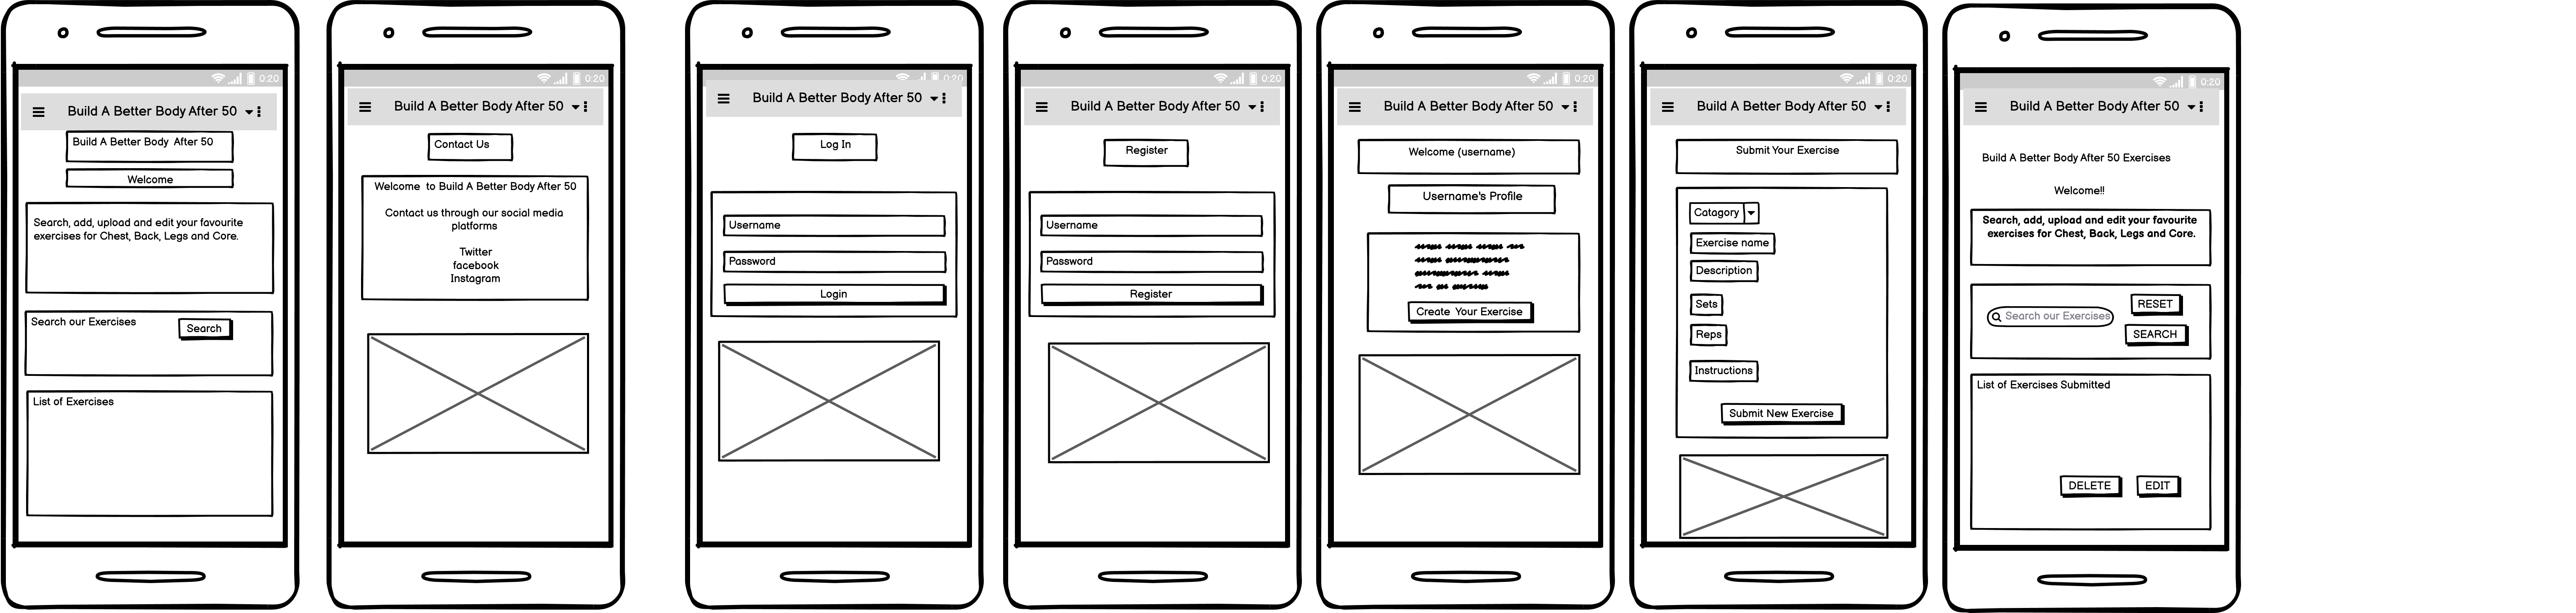 0:20
Build A Better Body After 50
Build A Better Body After 50
Welcome
Search, add, upload and edit your favourite
exercises for Chest, Back, Legs and Core.
Search our Exercises
Search
List of Exercises
0:20
Build A Better Body After 50
Contact Us
Welcome to Build A Better Body After 50
Contact us through our social media
platforms
Twitter
facebook
Instagram
0:20
Build A Better Body After 50
Log In
Username
Password
Login
0:20
Build A Better Body After 50
Register
Username
Password
Register
0:20
Build A Better Body After 50
Welcome (username)
Username's Profile
Create Your Exercise
0:20
Build A Better Body After 50
Submit Your Exercise
Catagory
Exercise name
Description
Sets
Reps
Instructions
Submit New Exercise
0:20
Build A Better Body After 50
Build A Better Body After 50 Exercises
Welcome!!
Search, add, upload and edit your favourite
exercises for Chest, Back, Legs and Core.
RESET
Search our Exercises
SEARCH
List of Exercises Submitted
DELETE
EDIT